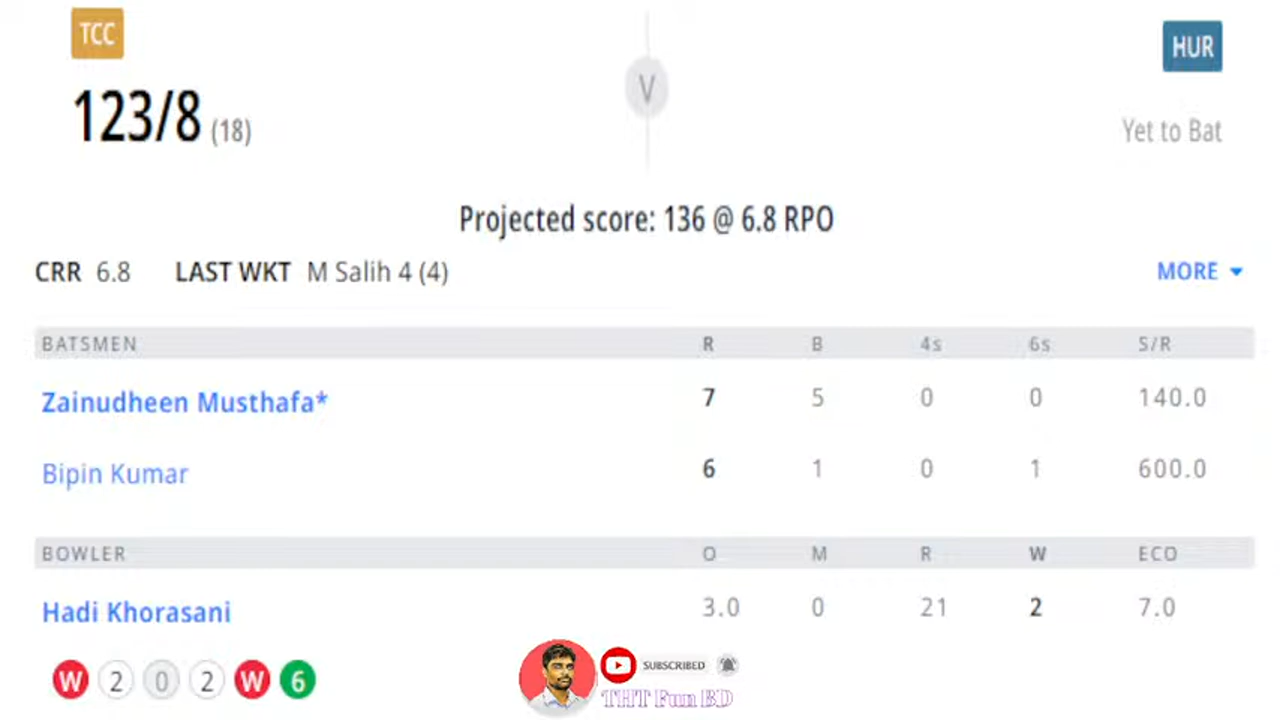 TCC
V
HUR
123/8 (18)
Yet to Bat
Projected score: 136 @ 6.8 RPO
CRR 6.8 LAST WKT M Salih 4 (4) MORE
BATSMEN R B 4s 6s S/R
Zainudheen Musthafa* 7 5 0 0 140.0
Bipin Kumar 6 1 0 1 600.0
BOWLER O M R W ECO
Hadi Khorasani 3.0 0 21 2 7.0
W 2 0 2 W 6
SUBSCRIBED
THT Fun BD